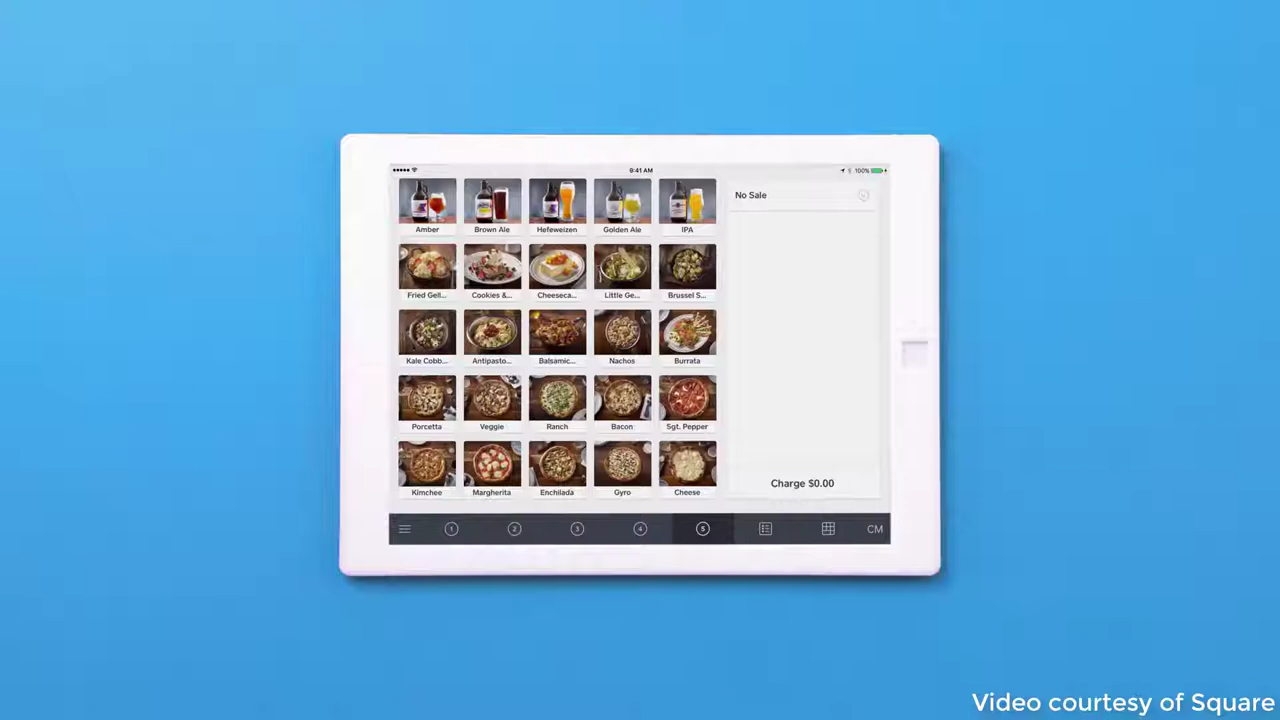 9:41 AM
100%
Amber Brown Ale Hefeweizen Golden Ale IPA
No Sale
Fried Gell... Cookies &... Cheeseca... Little Ge... Brussel S...
Kale Cobb... Antipasto... Balsamic... Nachos Burrata
Porcetta Veggie Ranch Bacon Sgt. Pepper
Kimchee Margherita Enchilada Gyro Cheese
Charge $0.00
1 2 3 4 5 CM
Video courtesy of Square